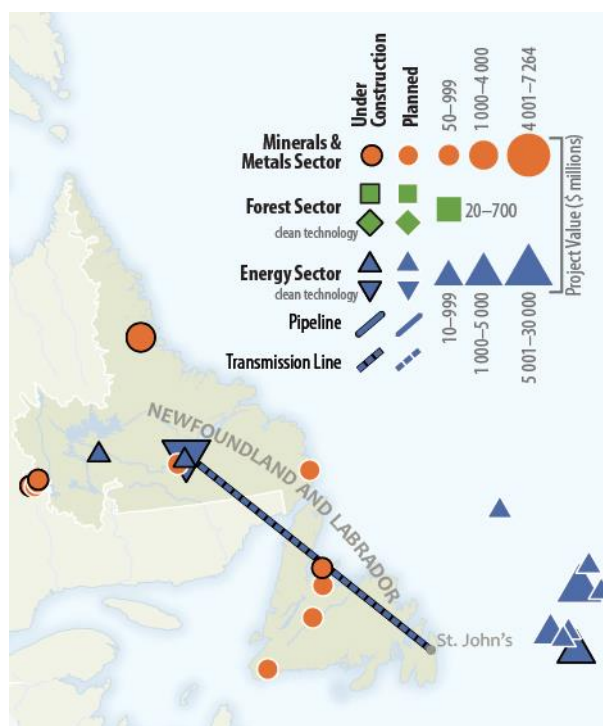 Under
Construction
Planned
50–999
1 000–4 000
4 001–7 264
Minerals &
Metals Sector
Forest Sector
clean technology
20–700
Energy Sector
clean technology
Pipeline
Transmission Line
10–999
1 000–5 000
5 001–30 000
Project Value ($ millions)
NEWFOUNDLAND AND LABRADOR
St. John's